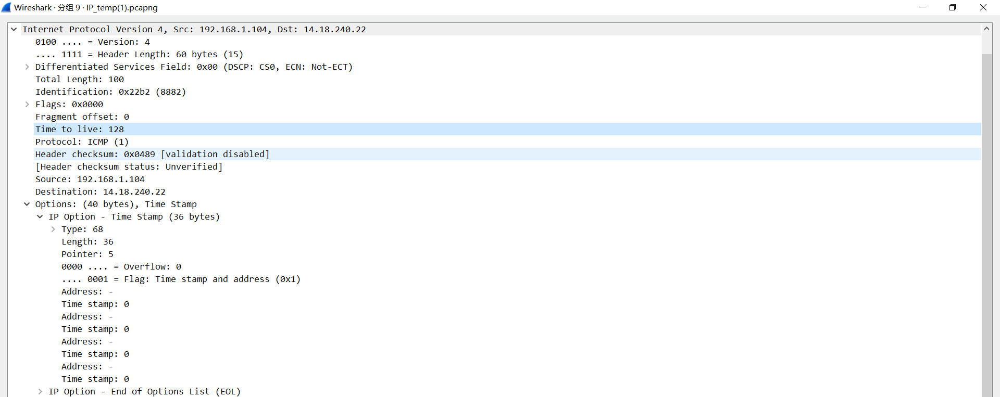 Wireshark · 分组 9 · IP_temp(1).pcapng
Internet Protocol Version 4, Src: 192.168.1.104, Dst: 14.18.240.22
0100 .... = Version: 4
.... 1111 = Header Length: 60 bytes (15)
Differentiated Services Field: 0x00 (DSCP: CS0, ECN: Not-ECT)
Total Length: 100
Identification: 0x22b2 (8882)
Flags: 0x0000
Fragment offset: 0
Time to live: 128
Protocol: ICMP (1)
Header checksum: 0x0489 [validation disabled]
[Header checksum status: Unverified]
Source: 192.168.1.104
Destination: 14.18.240.22
Options: (40 bytes), Time Stamp
IP Option - Time Stamp (36 bytes)
Type: 68
Length: 36
Pointer: 5
0000 .... = Overflow: 0
.... 0001 = Flag: Time stamp and address (0x1)
Address: -
Time stamp: 0
Address: -
Time stamp: 0
Address: -
Time stamp: 0
Address: -
Time stamp: 0
IP Option - End of Options List (EOL)